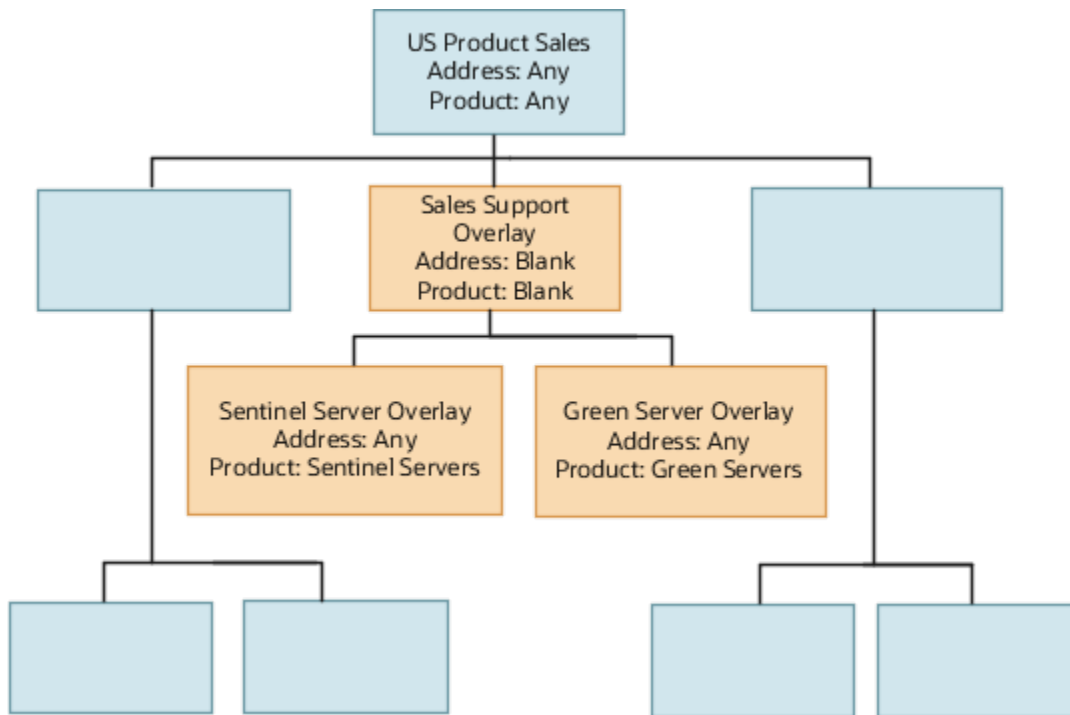 US Product Sales
Address: Any
Product: Any
Sales Support
Overlay
Address: Blank
Product: Blank
Sentinel Server Overlay
Address: Any
Product: Sentinel Servers
Green Server Overlay
Address: Any
Product: Green Servers